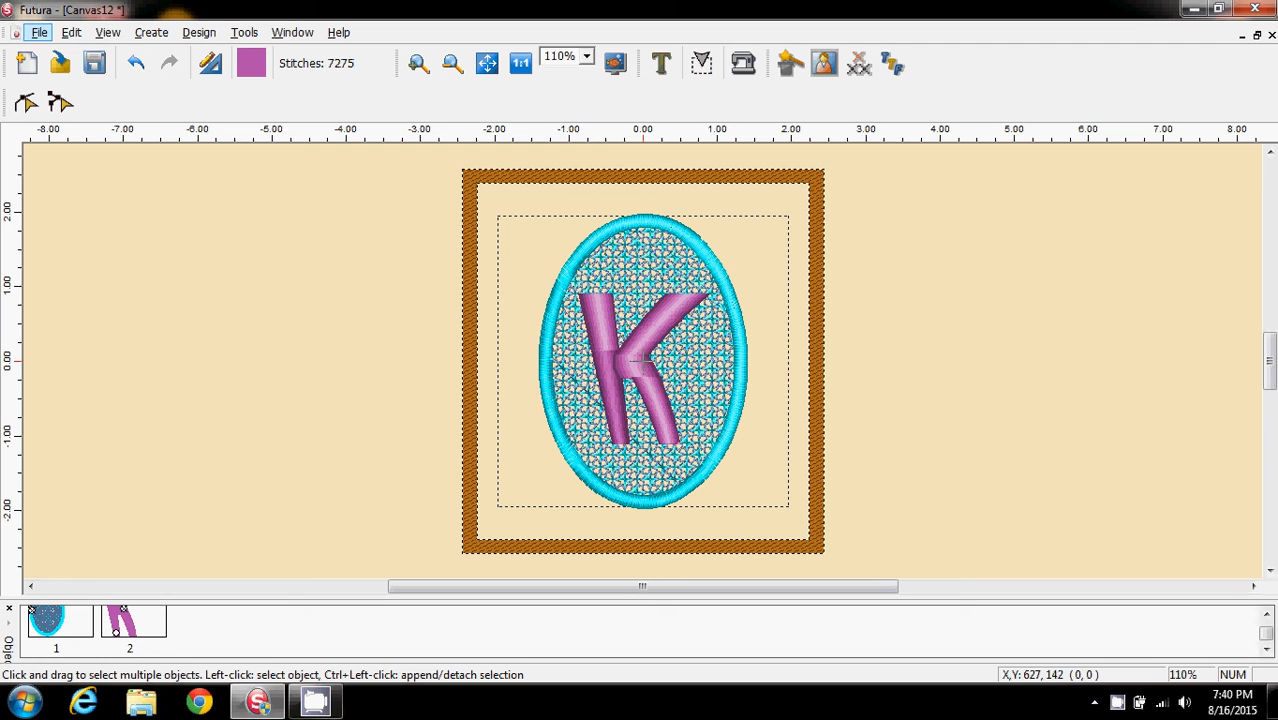 Futura - [Canvas12 *]
File Edit View Create Design Tools Window Help
1:1 110% Stitches: 7275
-8.00 -7.00 -6.00 -5.00 -4.00 -3.00 -2.00 -1.00 0.00 1.00 2.00 3.00 4.00 5.00 6.00 7.00 8.00
2.00
1.00
0.00
-1.00
-2.00
K
1 2
Objec
Click and drag to select multiple objects. Left-click: select object, Ctrl+Left-click: append/detach selection
X,Y: 627, 142 ( 0, 0 ) 110% NUM
7:40 PM
8/16/2015